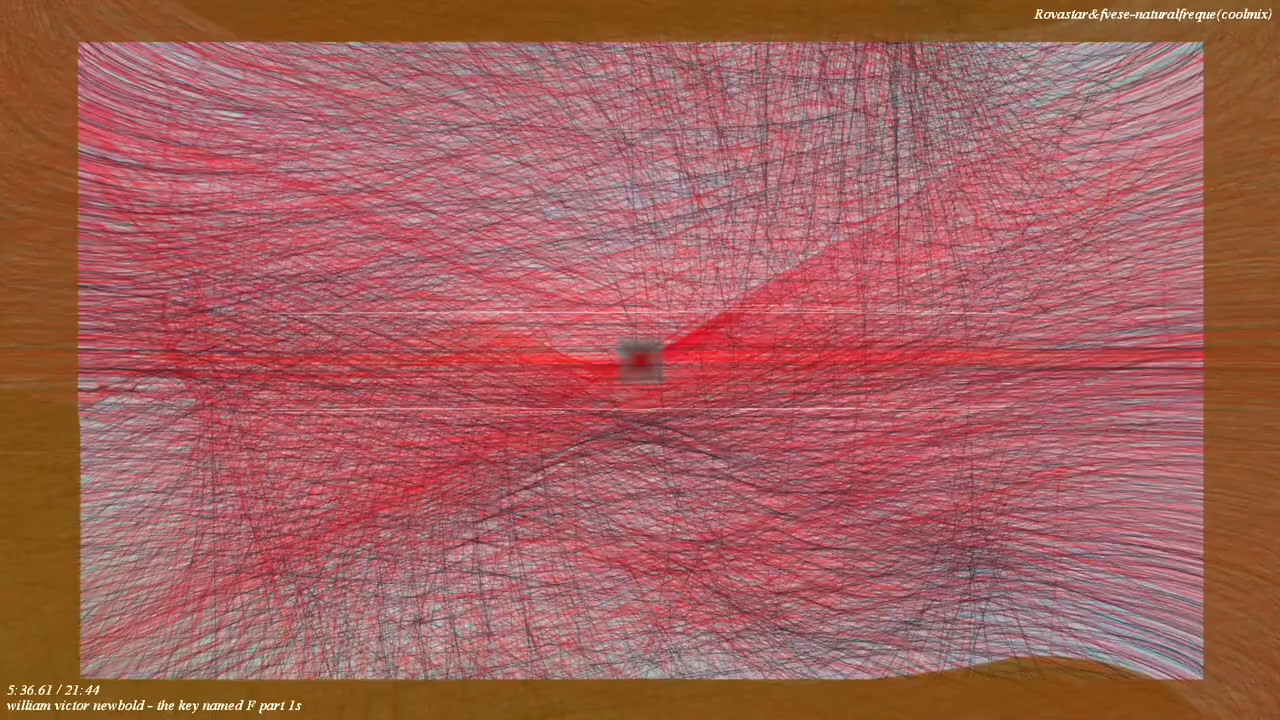 Rovastar&fvese-naturalfreque(coolmix)
5:36.61 / 21:44
william victor newbold - the key named F part 1s